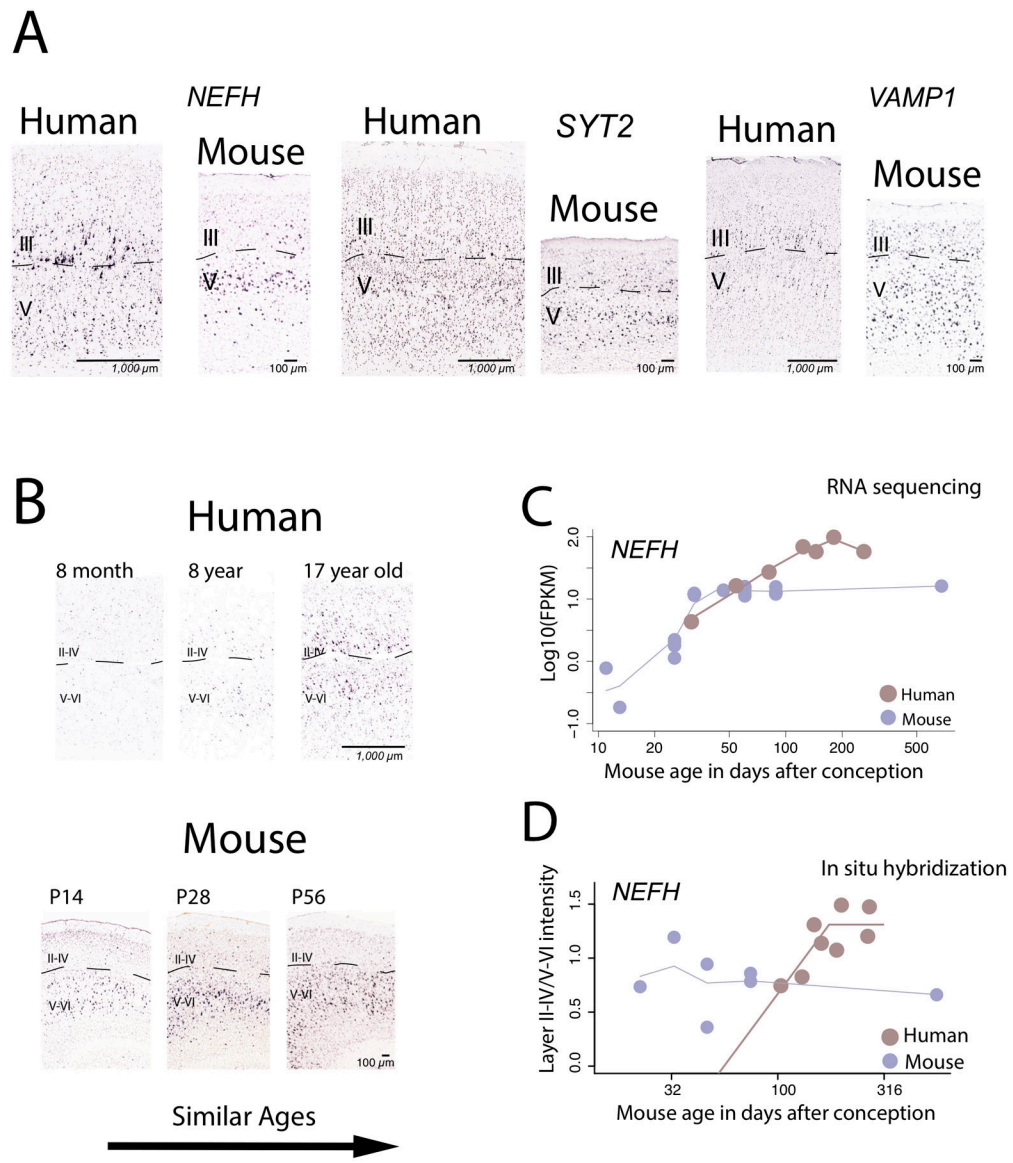 A
NEFH
Human
Mouse
III
V
1,000 µm
III
V
100 µm
SYT2
Human
Mouse
III
V
1,000 µm
III
V
100 µm
VAMP1
Human
Mouse
III
V
1,000 µm
III
V
100 µm
B
Human
8 month
8 year
17 year old
II-IV
V-VI
II-IV
V-VI
II-IV
V-VI
1,000 µm
Mouse
P14
P28
P56
II-IV
V-VI
II-IV
V-VI
II-IV
V-VI
100 µm
Similar Ages
C
RNA sequencing
NEFH
Log10(FPKM)
2.0
1.0
0.0
−1.0
Human
Mouse
10 20 50 100 200 500
Mouse age in days after conception
D
In situ hybridization
NEFH
Layer II-IV/V-VI intensity
1.5
1.0
0.5
0.0
Human
Mouse
32 100 316
Mouse age in days after conception